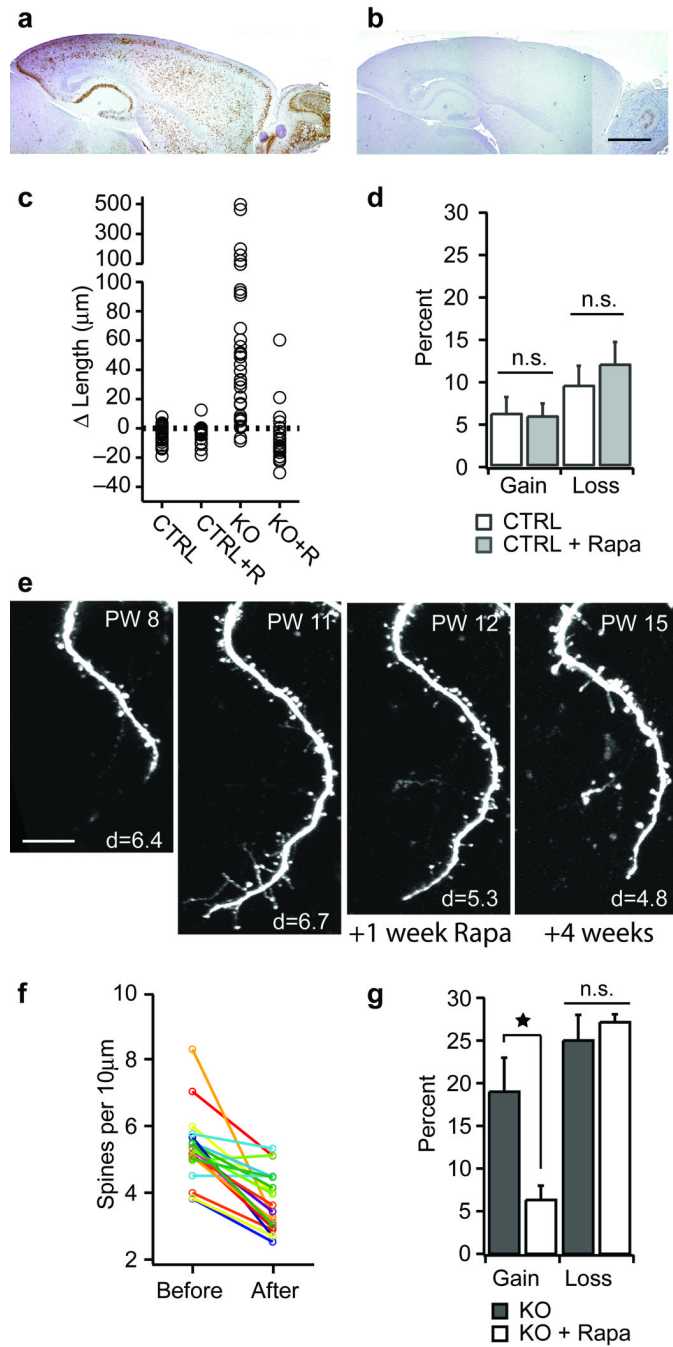 a
b
c
500
300
100
100
80
60
40
20
0
−20
−40
Δ Length (μm)
CTRL
CTRL+R
KO
KO+R
d
30
25
20
15
10
5
0
Percent
n.s.
n.s.
Gain
Loss
CTRL
CTRL + Rapa
e
PW 8
d=6.4
PW 11
d=6.7
PW 12
d=5.3
+1 week Rapa
PW 15
d=4.8
+4 weeks
f
10
8
6
4
2
Spines per 10μm
Before
After
g
30
25
20
15
10
5
0
Percent
n.s.
Gain
Loss
KO
KO + Rapa